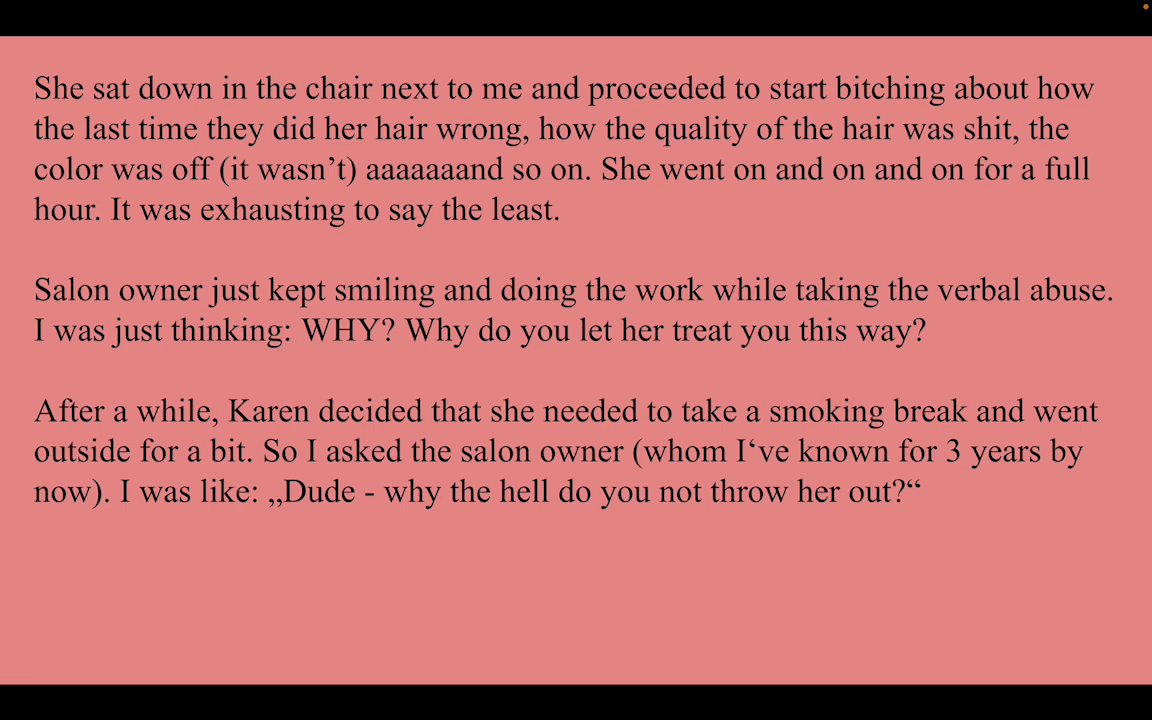 She sat down in the chair next to me and proceeded to start bitching about how
the last time they did her hair wrong, how the quality of the hair was shit, the
color was off (it wasn’t) aaaaaaand so on. She went on and on and on for a full
hour. It was exhausting to say the least.
Salon owner just kept smiling and doing the work while taking the verbal abuse.
I was just thinking: WHY? Why do you let her treat you this way?
After a while, Karen decided that she needed to take a smoking break and went
outside for a bit. So I asked the salon owner (whom I‘ve known for 3 years by
now). I was like: „Dude - why the hell do you not throw her out?“